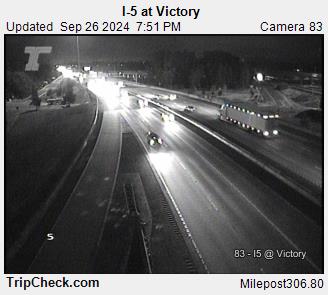 I-5 at Victory
Updated  Sep 26 2024  7:51 PM
Camera 83
S
83 - I5 @ Victory
TripCheck.com
Milepost306.80